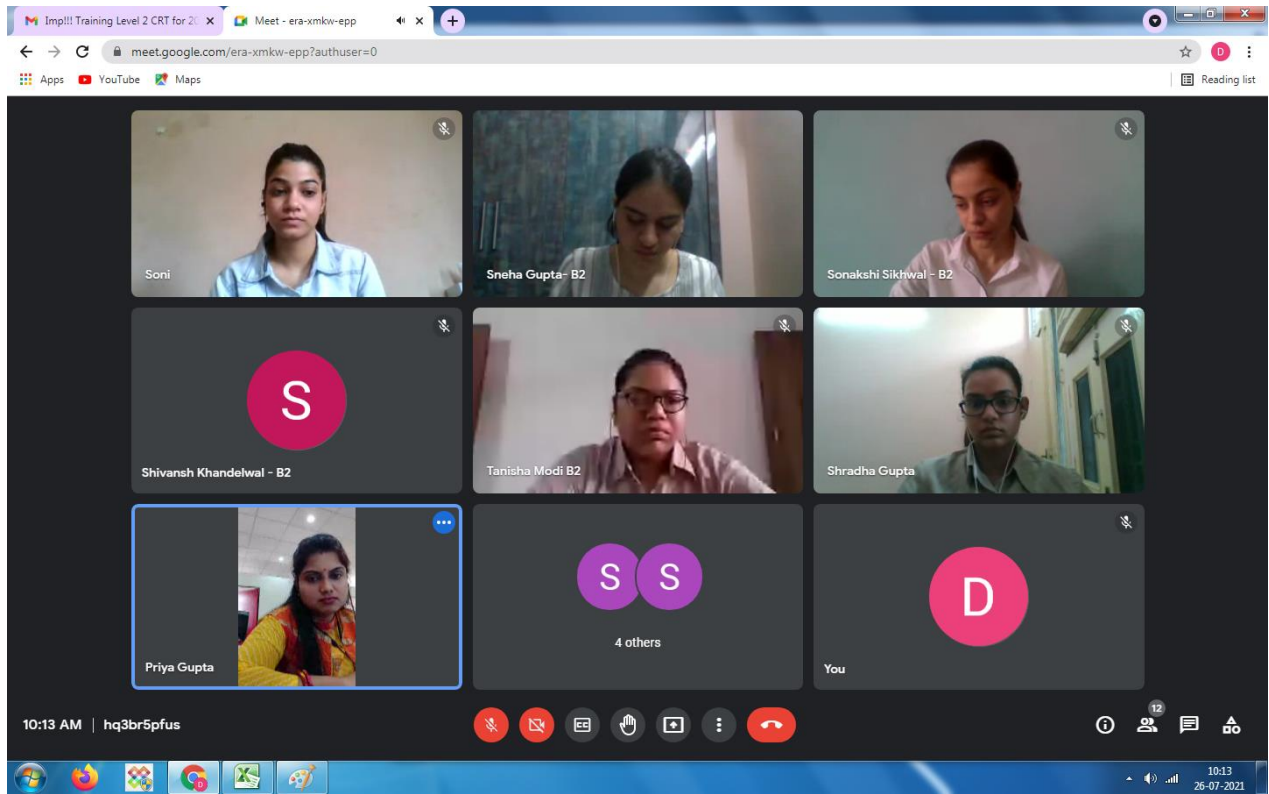 Imp!!! Training Level 2 CRT for 20
Meet - era-xmkw-epp
meet.google.com/era-xmkw-epp?authuser=0
D
Apps YouTube Maps
Reading list
Soni
Sneha Gupta- B2
Sonakshi Sikhwal - B2
S
Shivansh Khandelwal - B2
Tanisha Modi B2
Shradha Gupta
Priya Gupta
S S
4 others
D
You
10:13 AM | hq3br5pfus
CC
12
10:13
26-07-2021